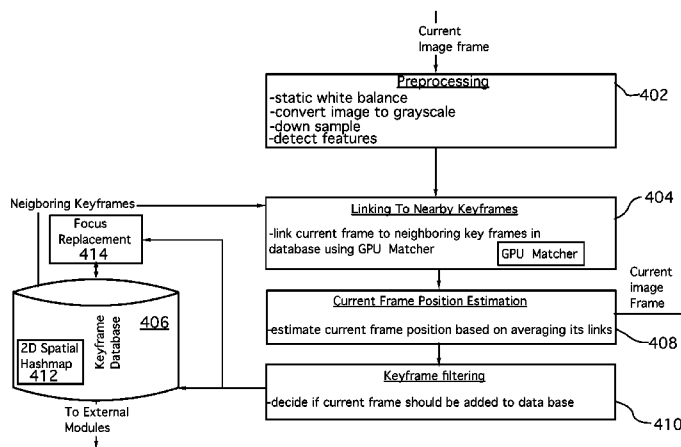 Current
Image frame
Preprocessing
-static white balance
-convert image to grayscale
-down sample
-detect features
402
Neigboring Keyframes
Linking To Nearby Keyframes
-link current frame to neighboring key frames in
database using GPU Matcher
GPU Matcher
404
Focus
Replacement
414
Current
image
Frame
Current Frame Position Estimation
-estimate current frame position based on averaging its links
408
Keyframe
Database
406
2D Spatial
Hashmap
412
Keyframe filtering
-decide if current frame should be added to data base
410
To External
Modules